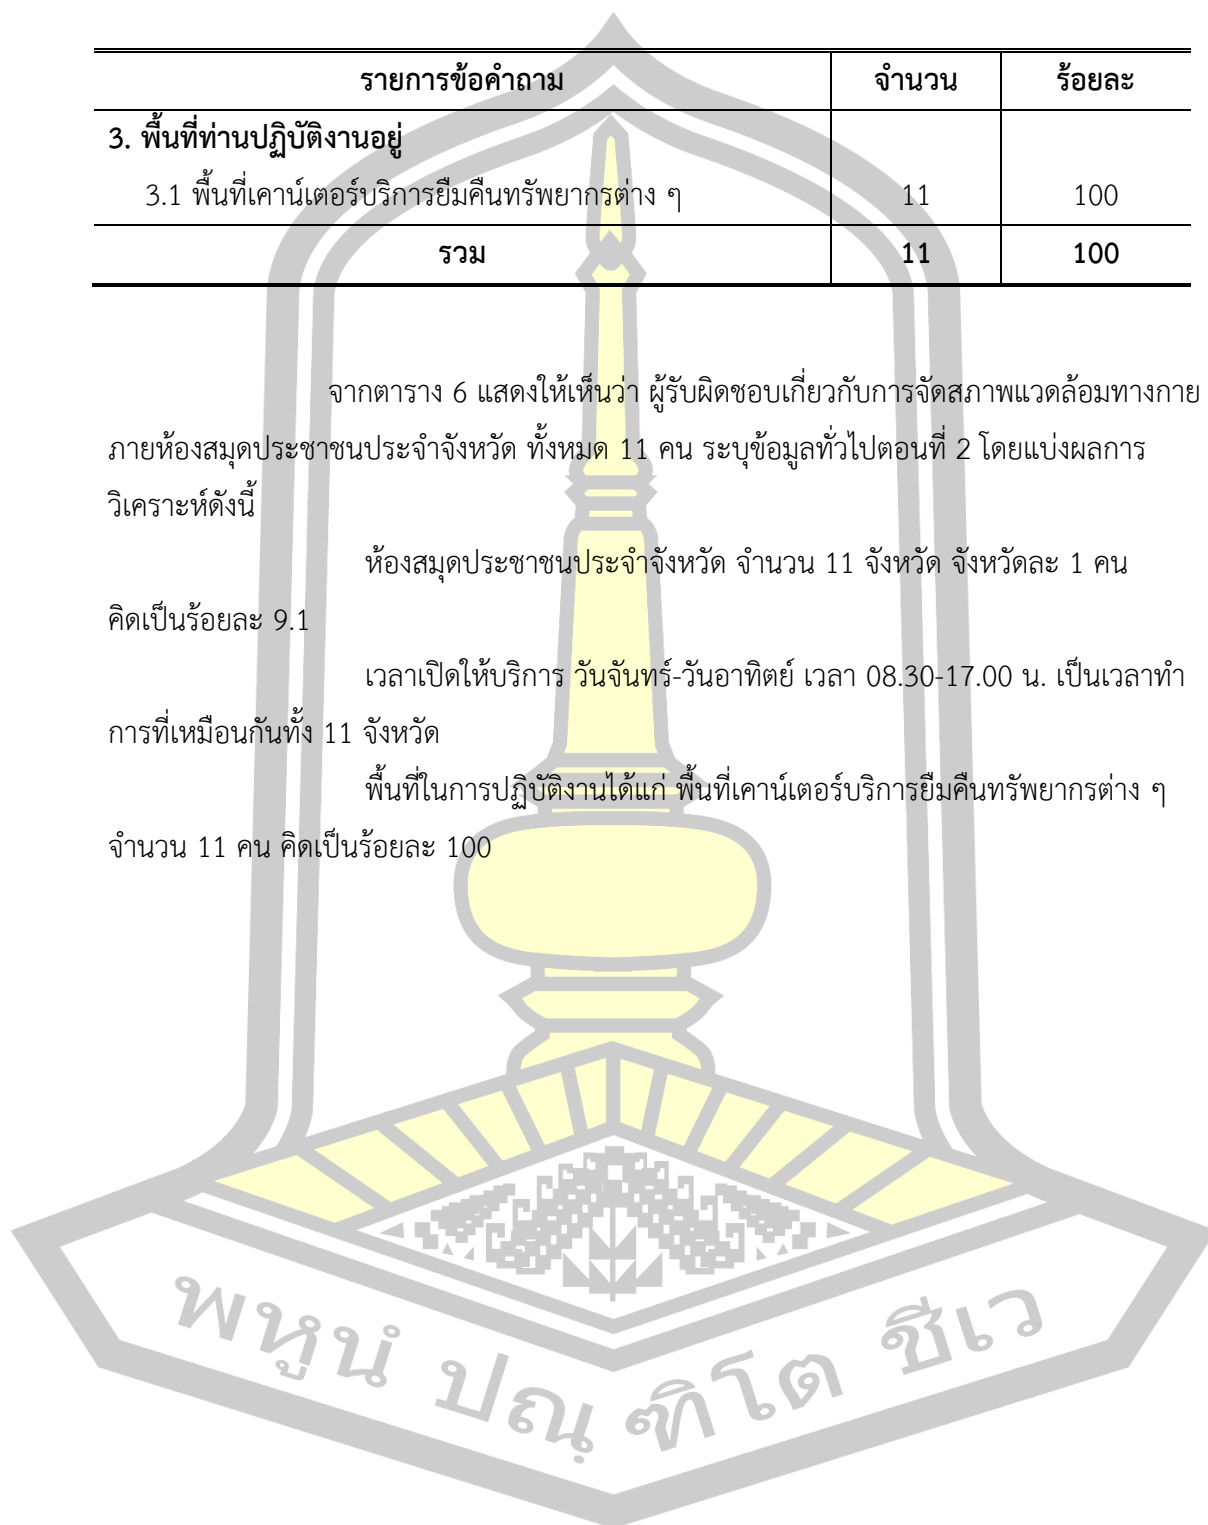 รายการข้อคำถาม จำนวน ร้อยละ
3. พื้นที่ท่านปฏิบัติงานอยู่
3.1 พื้นที่เคาน์เตอร์บริการยืมคืนทรัพยากรต่าง ๆ 11 100
รวม 11 100
จากตาราง 6 แสดงให้เห็นว่า ผู้รับผิดชอบเกี่ยวกับการจัดสภาพแวดล้อมทางกาย
ภายห้องสมุดประชาชนประจำจังหวัด ทั้งหมด 11 คน ระบุข้อมูลทั่วไปตอนที่ 2 โดยแบ่งผลการ
วิเคราะห์ดังนี้
ห้องสมุดประชาชนประจำจังหวัด จำนวน 11 จังหวัด จังหวัดละ 1 คน
คิดเป็นร้อยละ 9.1
เวลาเปิดให้บริการ วันจันทร์-วันอาทิตย์ เวลา 08.30-17.00 น. เป็นเวลาทำ
การที่เหมือนกันทั้ง 11 จังหวัด
พื้นที่ในการปฏิบัติงานได้แก่ พื้นที่เคาน์เตอร์บริการยืมคืนทรัพยากรต่าง ๆ
จำนวน 11 คน คิดเป็นร้อยละ 100
พหูนํ ปณฺฑิโต ชีเว